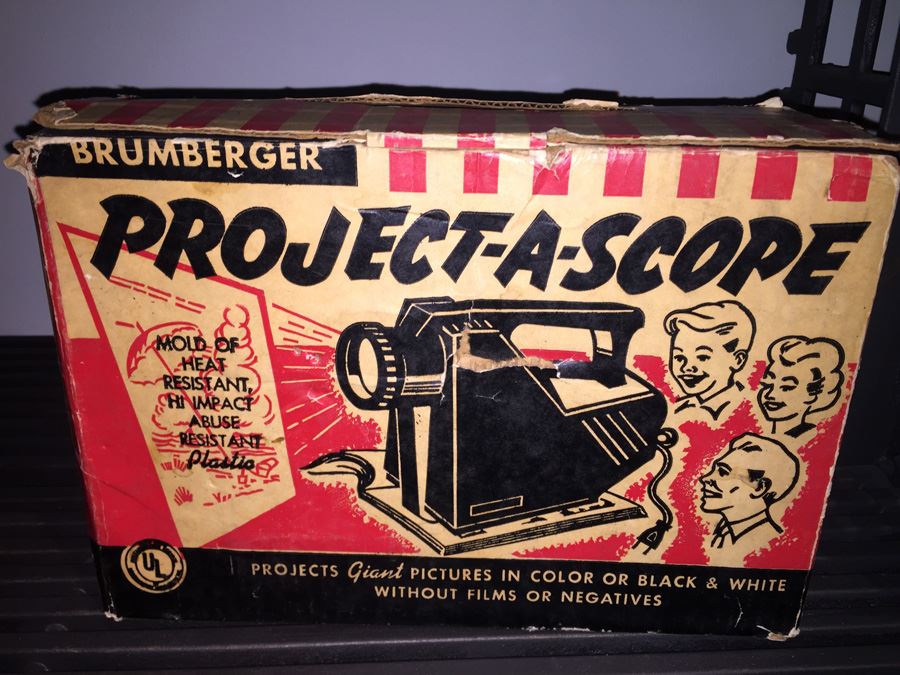 BRUMBERGER
PROJECT-A-SCOPE
MOLD OF
HEAT
RESISTANT,
HI IMPACT
ABUSE
RESISTANT
Plastic
UL
PROJECTS Giant PICTURES IN COLOR OR BLACK & WHITE
WITHOUT FILMS OR NEGATIVES